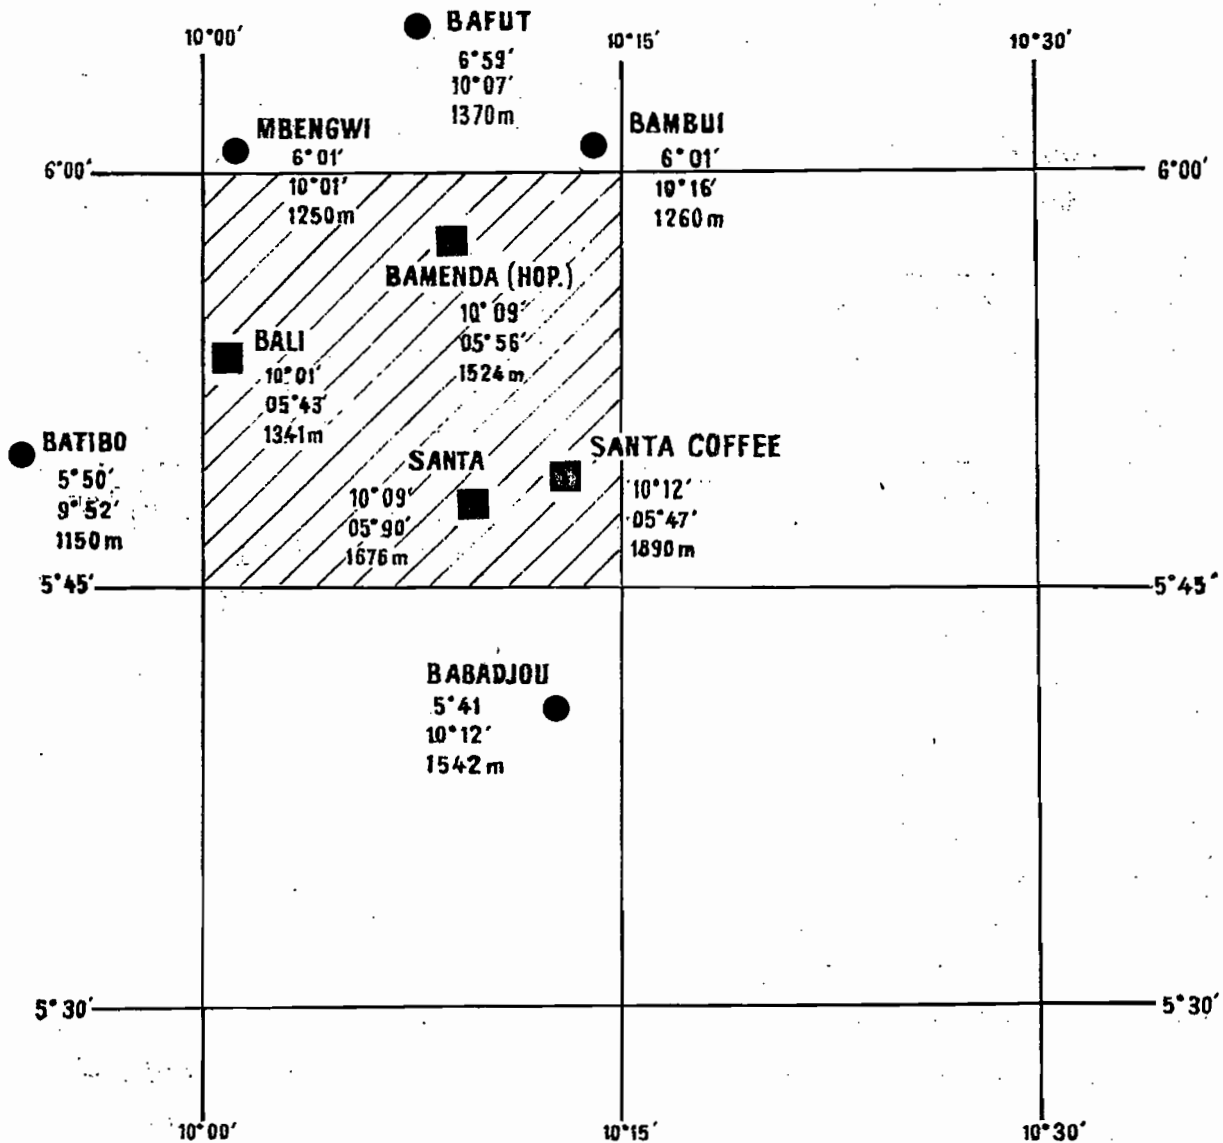 10°00′
BAFUT
6°59′
10°07′
1370m
10°15′
10°30′
MBENGWI
6°01′
10°01′
1250m
BAMBUI
6°01′
10°16′
1260m
6°00′
6°00′
BAMENDA (HOP.)
10°09′
05°56′
1524m
BALI
10°01′
05°43′
1341m
BATIBO
5°50′
9°52′
1150m
SANTA
10°09′
05°90′
1676m
SANTA COFFEE
10°12′
05°47′
1890m
5°45′
5°45′
BABADJOU
5°41
10°12′
1542m
5°30′
5°30′
10°00′
10°15′
10°30′